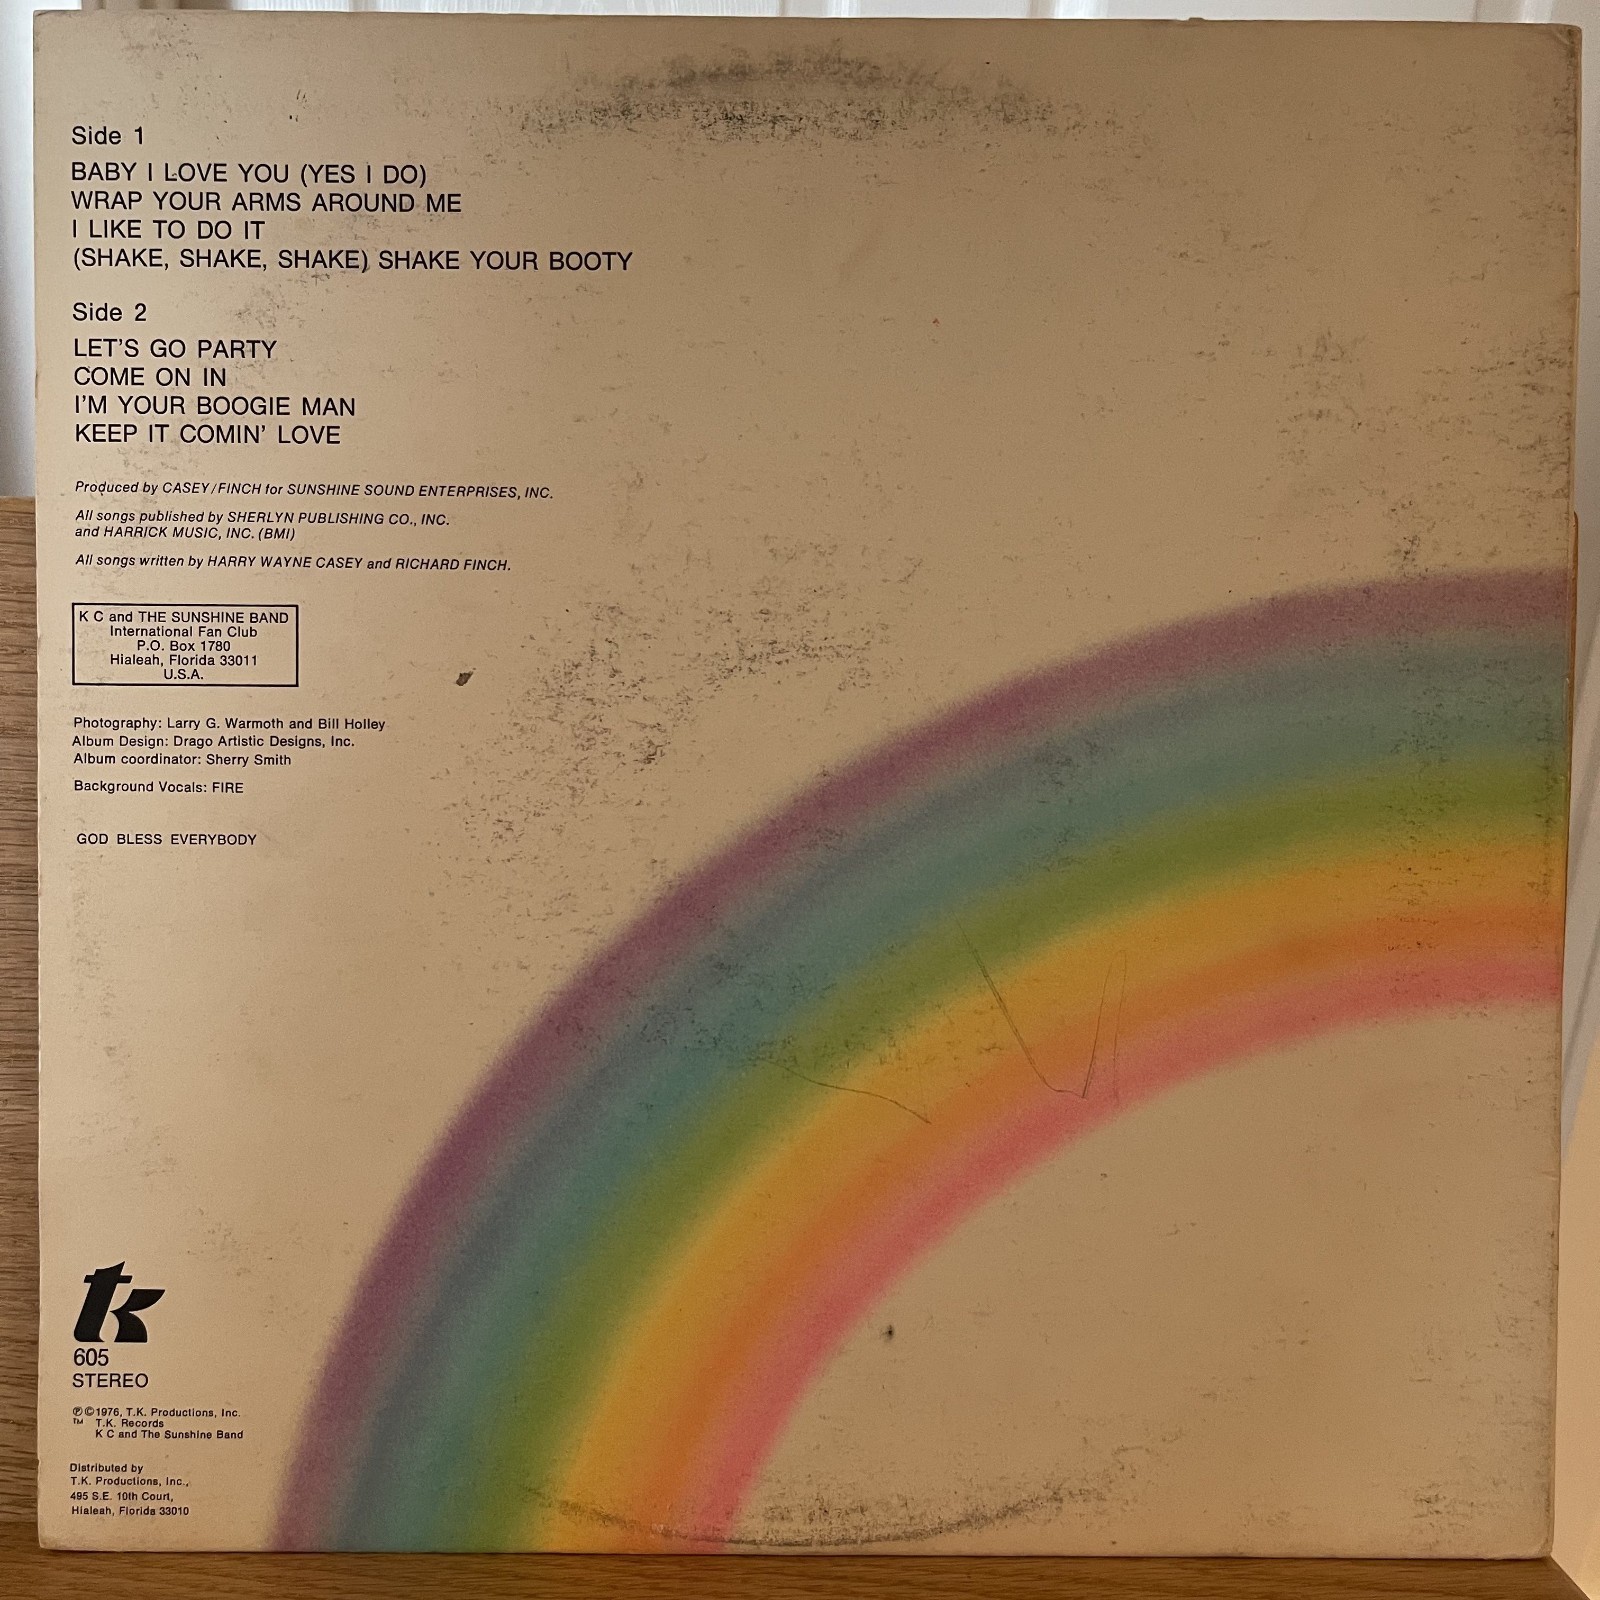 Side 1
BABY I LOVE YOU (YES I DO)
WRAP YOUR ARMS AROUND ME
I LIKE TO DO IT
(SHAKE, SHAKE, SHAKE) SHAKE YOUR BOOTY
Side 2
LET'S GO PARTY
COME ON IN
I'M YOUR BOOGIE MAN
KEEP IT COMIN' LOVE
Produced by CASEY/FINCH for SUNSHINE SOUND ENTERPRISES, INC.
All songs published by SHERLYN PUBLISHING CO., INC.
and HARRICK MUSIC, INC. (BMI)
All songs written by HARRY WAYNE CASEY and RICHARD FINCH.
K C and THE SUNSHINE BAND
International Fan Club
P.O. Box 1780
Hialeah, Florida 33011
U.S.A.
Photography: Larry G. Warmoth and Bill Holley
Album Design: Drago Artistic Designs, Inc.
Album coordinator: Sherry Smith
Background Vocals: FIRE
GOD BLESS EVERYBODY
tk
605
STEREO
℗©1976, T.K. Productions, Inc.
™ T.K. Records
K C and The Sunshine Band
Distributed by
T.K. Productions, Inc.,
495 S.E. 10th Court,
Hialeah, Florida 33010